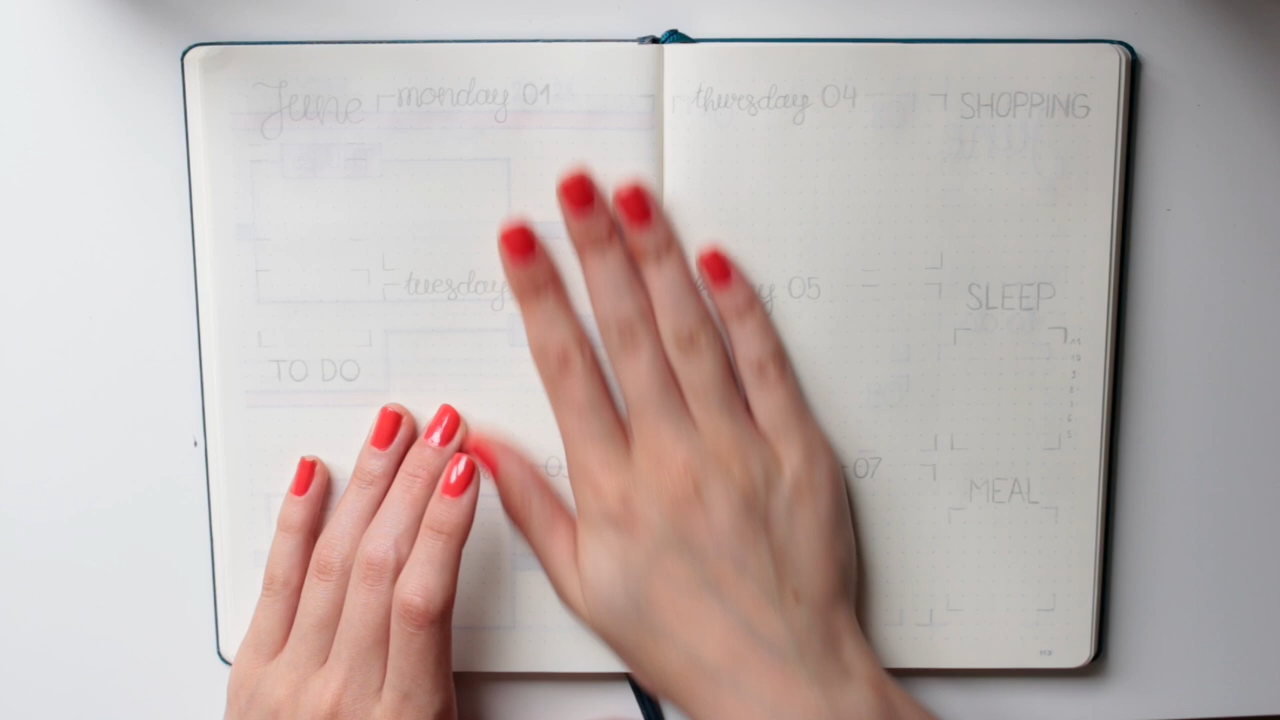 June
monday 01
tuesday
TO DO
thursday 04
05
07
SHOPPING
SLEEP
MEAL